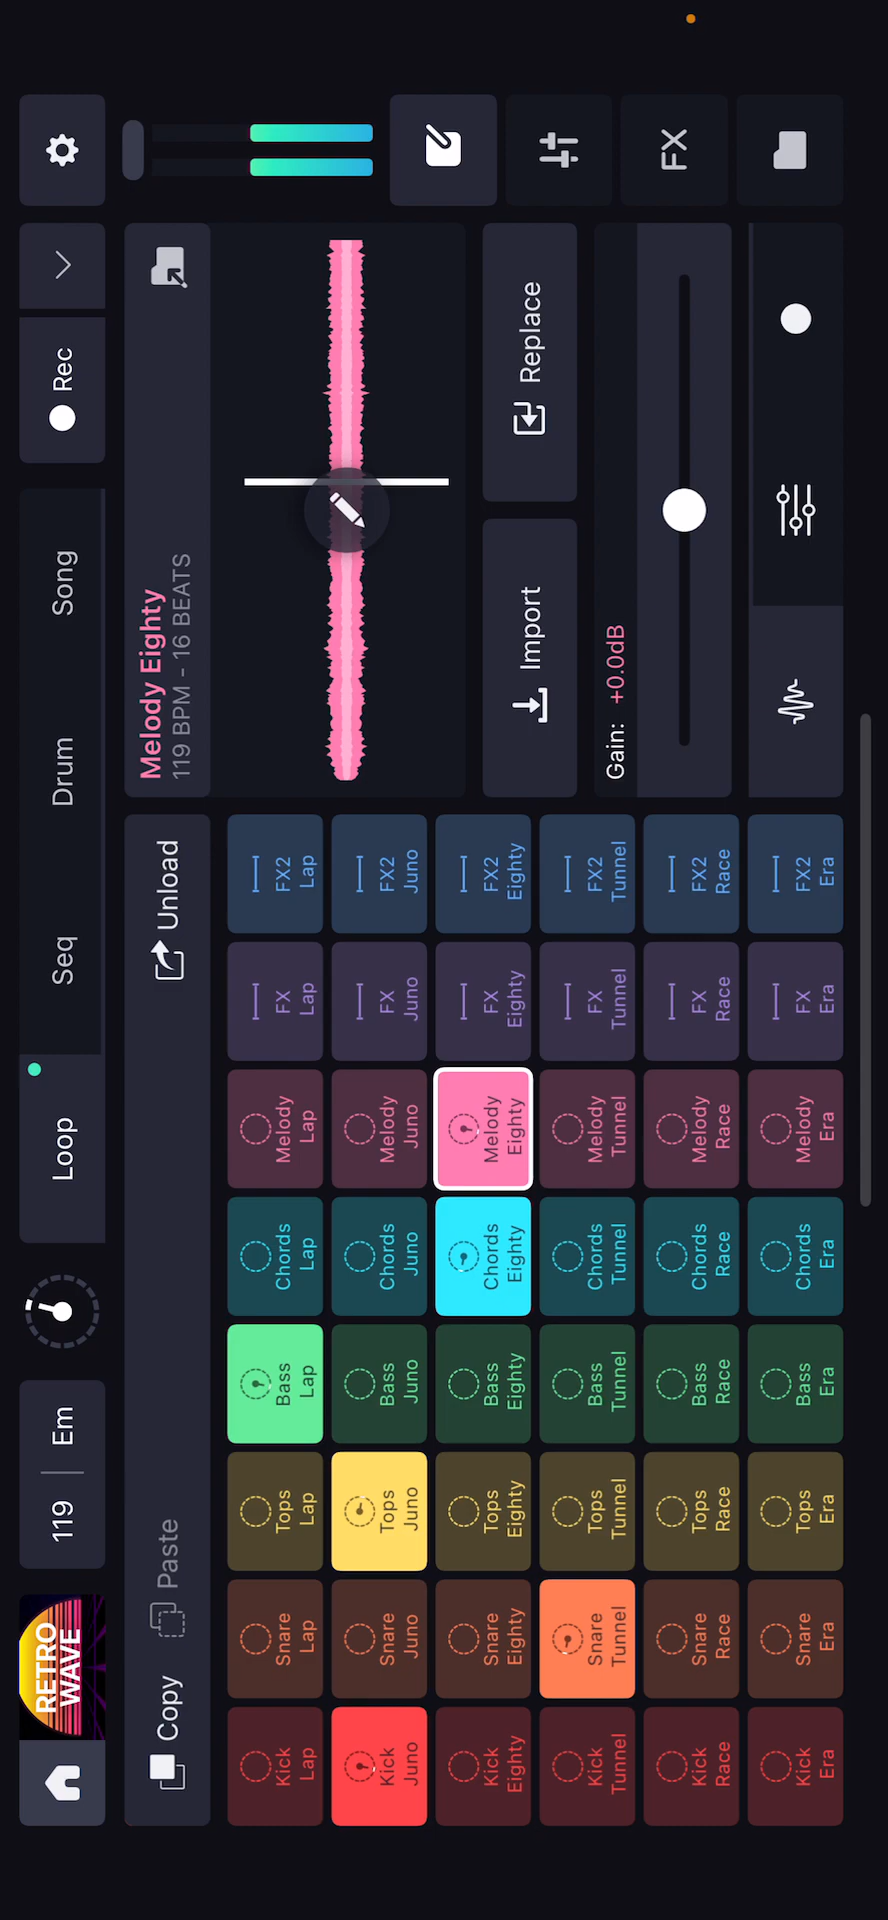 RETRO
WAVE
119 | Em
Loop
Seq
Drum
Song
Rec
Copy
Paste
Unload
Melody Eighty
119 BPM - 16 BEATS
Kick
Lap
Snare
Lap
Tops
Lap
Bass
Lap
Chords
Lap
Melody
Lap
FX
Lap
FX2
Lap
Kick
Juno
Snare
Juno
Tops
Juno
Bass
Juno
Chords
Juno
Melody
Juno
FX
Juno
FX2
Juno
Kick
Eighty
Snare
Eighty
Tops
Eighty
Bass
Eighty
Chords
Eighty
Melody
Eighty
FX
Eighty
FX2
Eighty
Kick
Tunnel
Snare
Tunnel
Tops
Tunnel
Bass
Tunnel
Chords
Tunnel
Melody
Tunnel
FX
Tunnel
FX2
Tunnel
Kick
Race
Snare
Race
Tops
Race
Bass
Race
Chords
Race
Melody
Race
FX
Race
FX2
Race
Kick
Era
Snare
Era
Tops
Era
Bass
Era
Chords
Era
Melody
Era
FX
Era
FX2
Era
Import
Replace
Gain: +0.0dB
FX